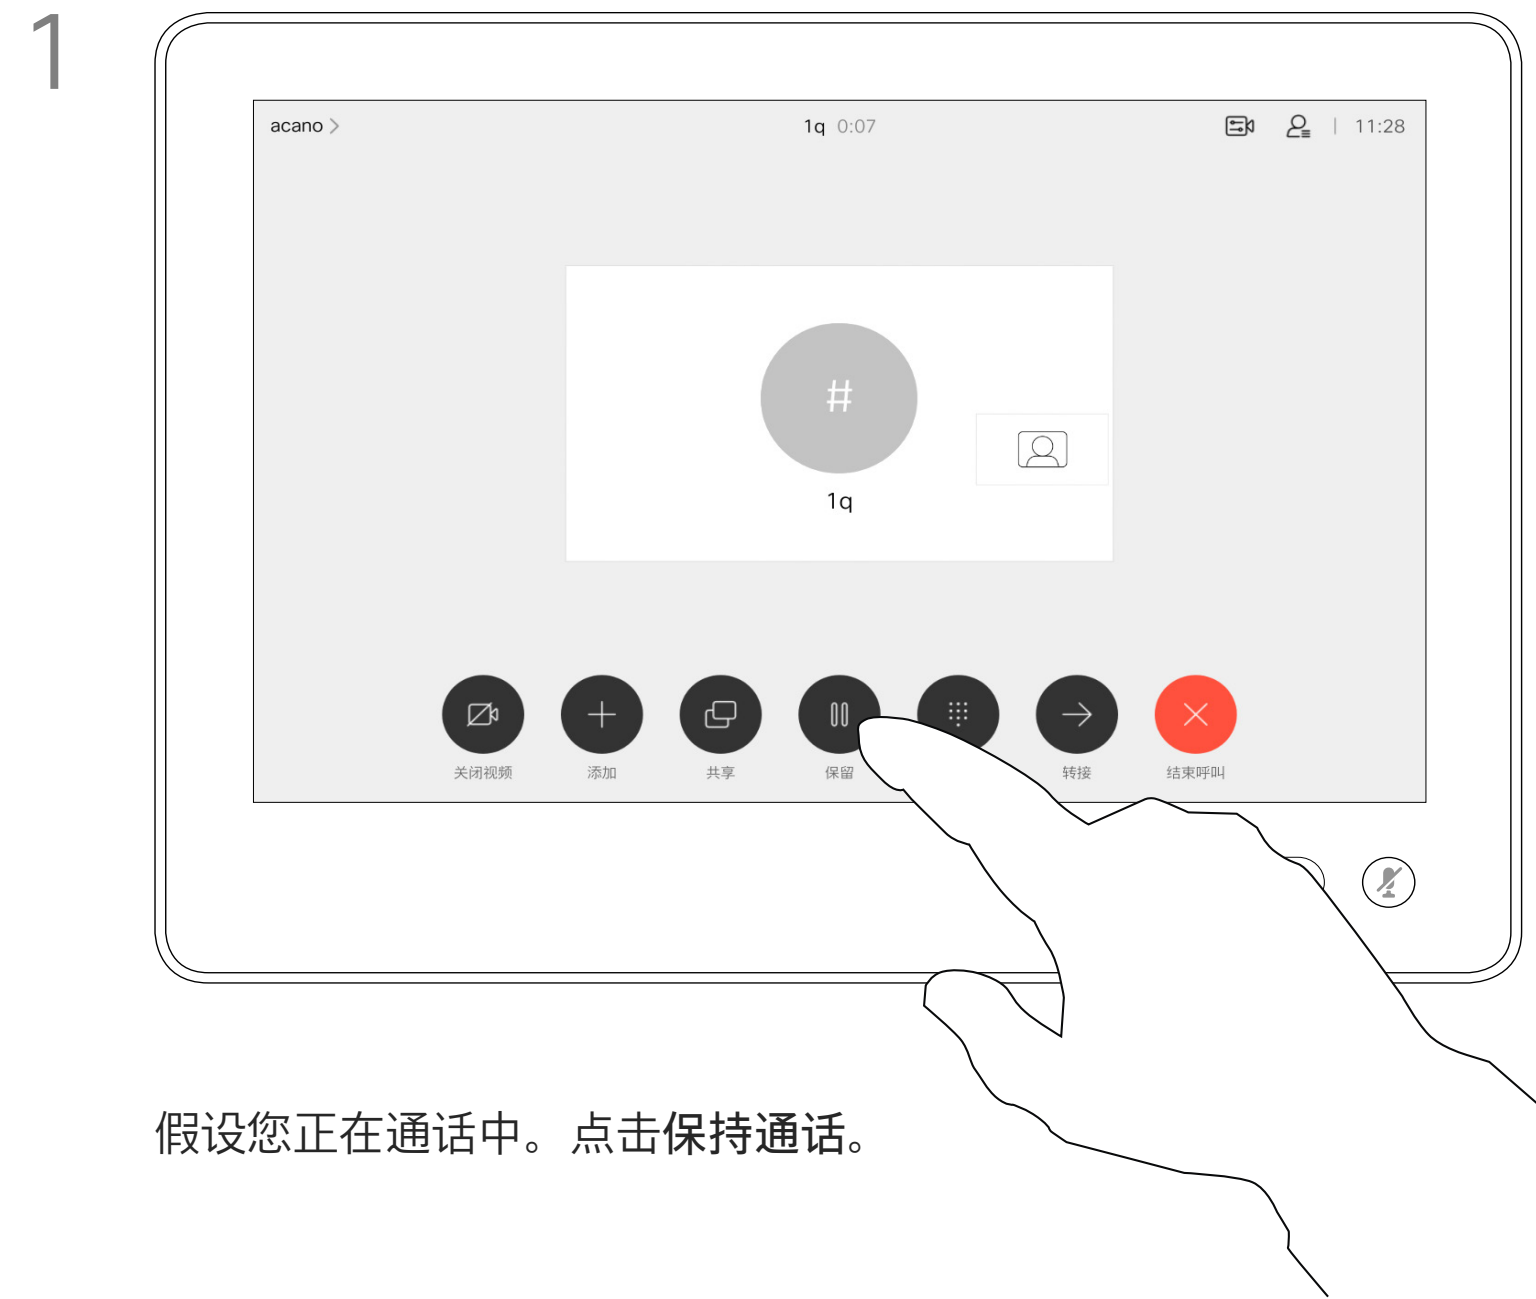 1
acano
1q 0:07
11:28
#
1q
关闭视频
添加
共享
保留
转接
结束呼叫
假设您正在通话中。点击保持通话。